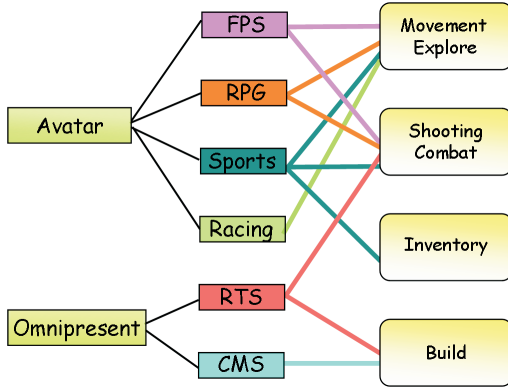 FPS
Movement
Explore
RPG
Avatar
Shooting
Combat
Sports
Racing
Inventory
RTS
Omnipresent
Build
CMS